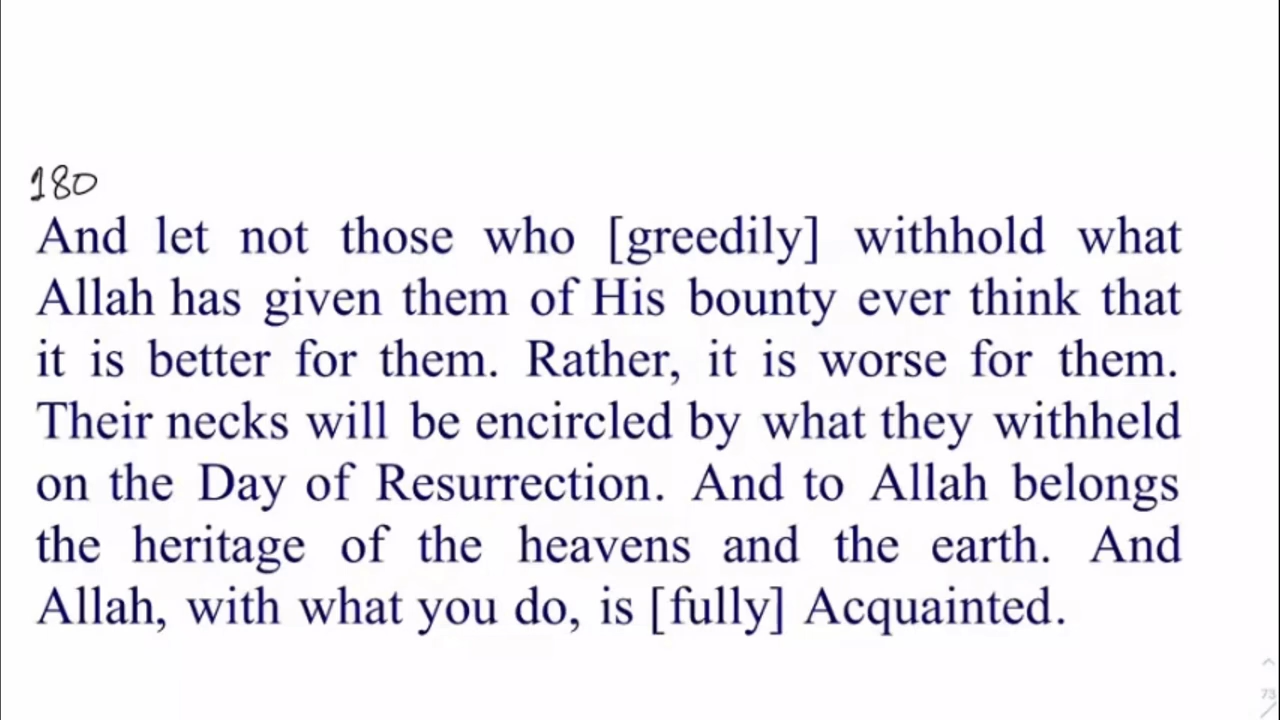 180
And let not those who [greedily] withhold what
Allah has given them of His bounty ever think that
it is better for them. Rather, it is worse for them.
Their necks will be encircled by what they withheld
on the Day of Resurrection. And to Allah belongs
the heritage of the heavens and the earth. And
Allah, with what you do, is [fully] Acquainted.
73